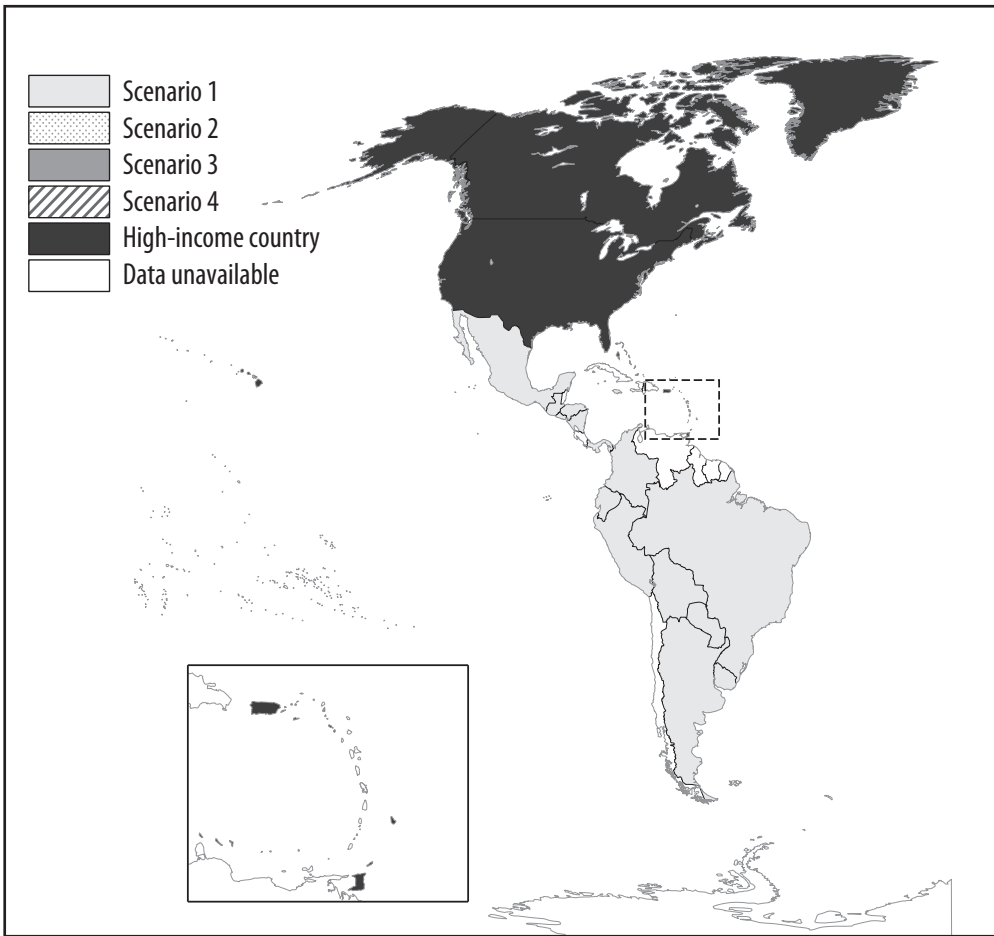 Scenario 1
Scenario 2
Scenario 3
Scenario 4
High-income country
Data unavailable